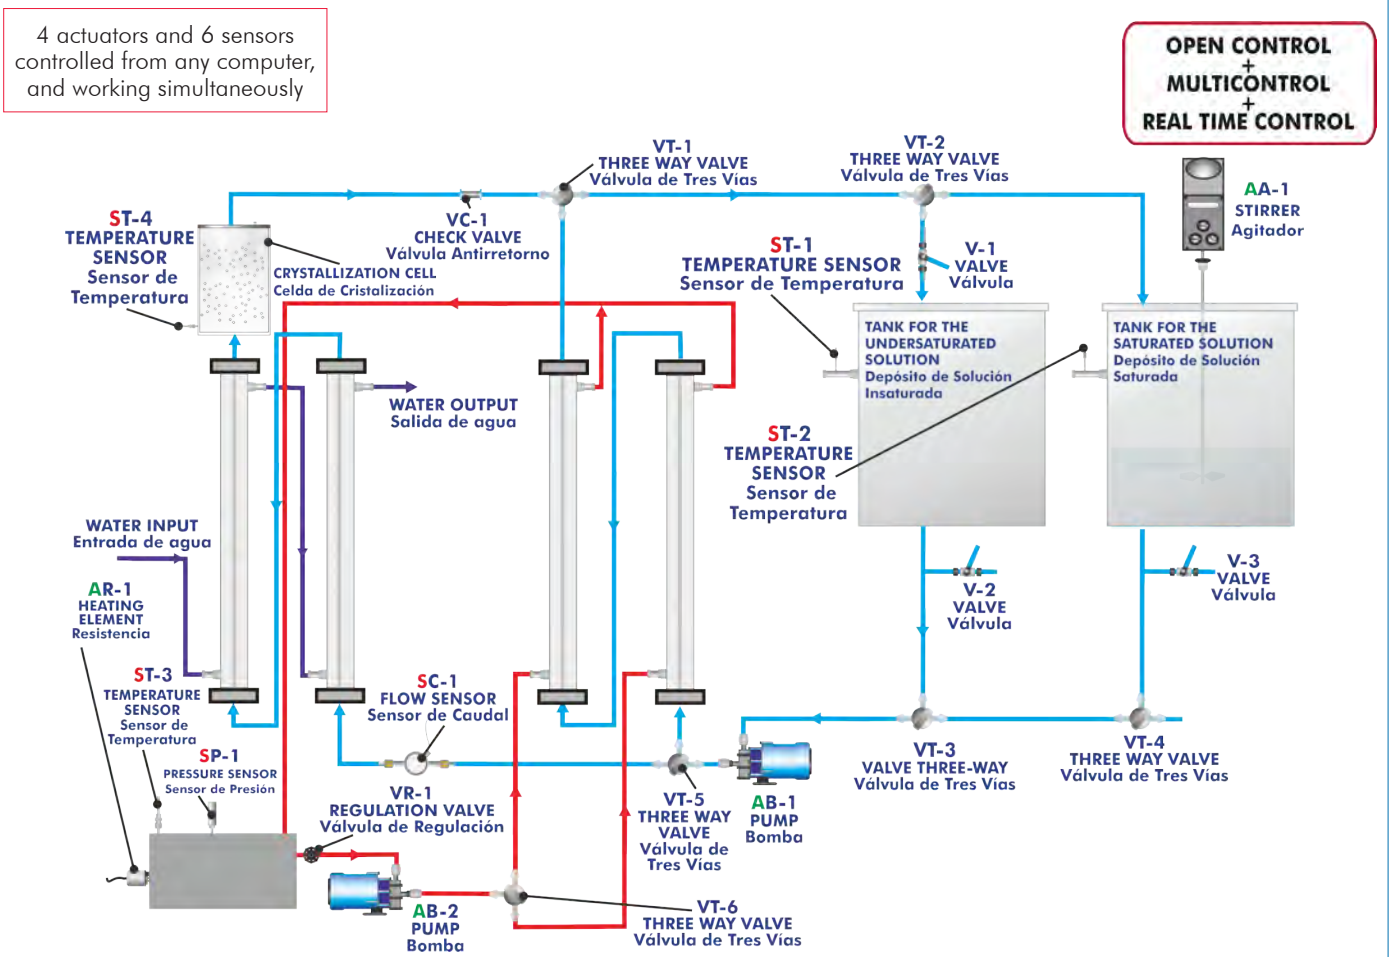 4 actuators and 6 sensors
controlled from any computer,
and working simultaneously
OPEN CONTROL
+
MULTICONTROL
+
REAL TIME CONTROL
VT-1
THREE WAY VALVE
Válvula de Tres Vías
VT-2
THREE WAY VALVE
Válvula de Tres Vías
AA-1
STIRRER
Agitador
ST-4
TEMPERATURE
SENSOR
Sensor de
Temperatura
VC-1
CHECK VALVE
Válvula Antirretorno
CRYSTALLIZATION CELL
Celda de Cristalización
ST-1
TEMPERATURE SENSOR
Sensor de Temperatura
V-1
VALVE
Válvula
TANK FOR THE
UNDERSATURATED
SOLUTION
Depósito de Solución
Insaturada
TANK FOR THE
SATURATED SOLUTION
Depósito de Solución
Saturada
WATER OUTPUT
Salida de agua
ST-2
TEMPERATURE
SENSOR
Sensor de
Temperatura
WATER INPUT
Entrada de agua
AR-1
HEATING
ELEMENT
Resistencia
V-2
VALVE
Válvula
V-3
VALVE
Válvula
ST-3
TEMPERATURE
SENSOR
Sensor de
Temperatura
SC-1
FLOW SENSOR
Sensor de Caudal
SP-1
PRESSURE SENSOR
Sensor de Presión
VR-1
REGULATION VALVE
Válvula de Regulación
VT-5
THREE WAY
VALVE
Válvula de
Tres Vías
AB-1
PUMP
Bomba
VT-3
VALVE THREE-WAY
Válvula de Tres Vías
VT-4
THREE WAY VALVE
Válvula de Tres Vías
AB-2
PUMP
Bomba
VT-6
THREE WAY VALVE
Válvula de Tres Vías